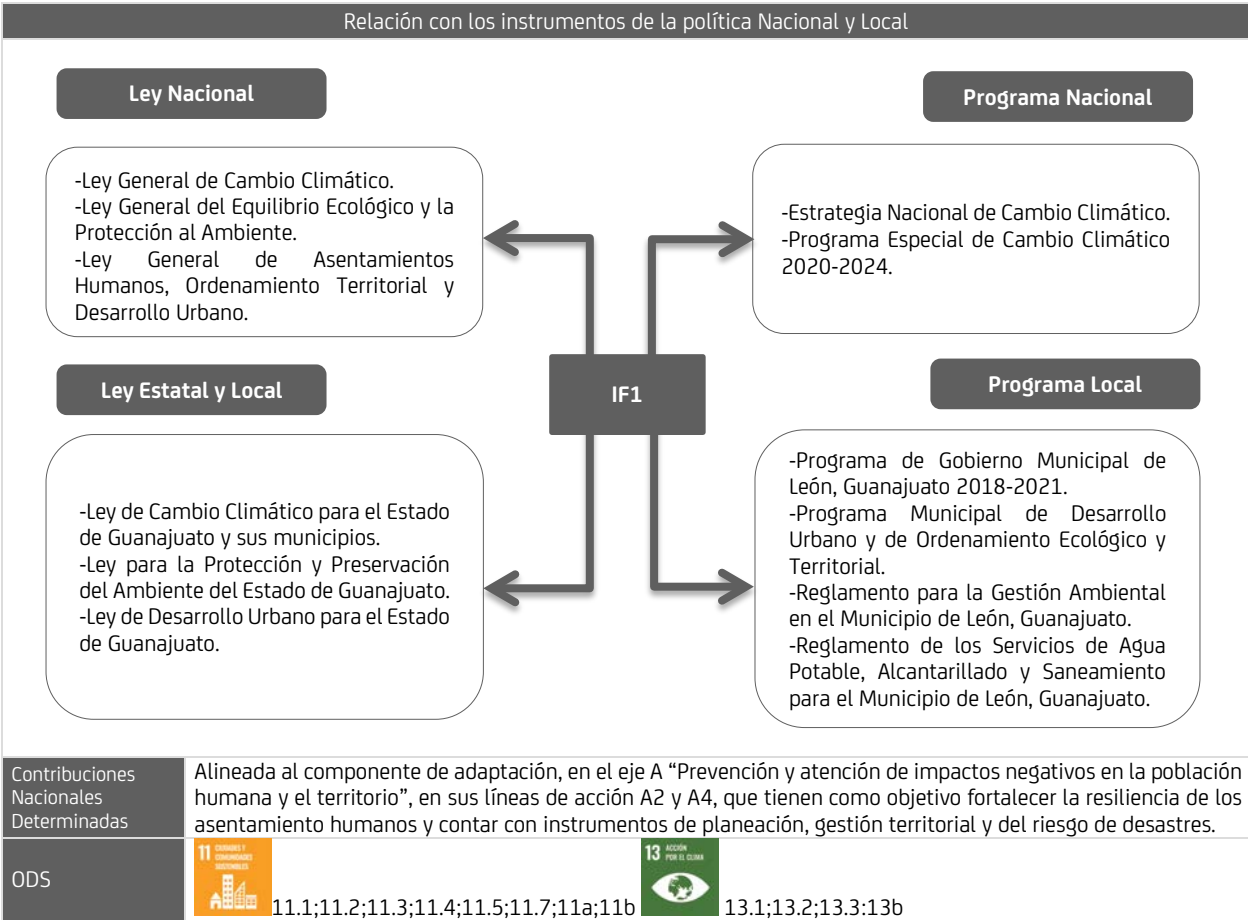 Relación con los instrumentos de la política Nacional y Local
Ley Nacional
-Ley General de Cambio Climático.
-Ley General del Equilibrio Ecológico y la
Protección al Ambiente.
-Ley General de Asentamientos
Humanos, Ordenamiento Territorial y
Desarrollo Urbano.
Programa Nacional
-Estrategia Nacional de Cambio Climático.
-Programa Especial de Cambio Climático
2020-2024.
IF1
Ley Estatal y Local
-Ley de Cambio Climático para el Estado
de Guanajuato y sus municipios.
-Ley para la Protección y Preservación
del Ambiente del Estado de Guanajuato.
-Ley de Desarrollo Urbano para el Estado
de Guanajuato.
Programa Local
-Programa de Gobierno Municipal de
León, Guanajuato 2018-2021.
-Programa Municipal de Desarrollo
Urbano y de Ordenamiento Ecológico y
Territorial.
-Reglamento para la Gestión Ambiental
en el Municipio de León, Guanajuato.
-Reglamento de los Servicios de Agua
Potable, Alcantarillado y Saneamiento
para el Municipio de León, Guanajuato.
Contribuciones
Nacionales
Determinadas
Alineada al componente de adaptación, en el eje A “Prevención y atención de impactos negativos en la población
humana y el territorio”, en sus líneas de acción A2 y A4, que tienen como objetivo fortalecer la resiliencia de los
asentamiento humanos y contar con instrumentos de planeación, gestión territorial y del riesgo de desastres.
ODS
11 CIUDADES Y
COMUNIDADES
SOSTENIBLES
11.1;11.2;11.3;11.4;11.5;11.7;11a;11b
13 ACCIÓN
POR EL CLIMA
13.1;13.2;13.3:13b